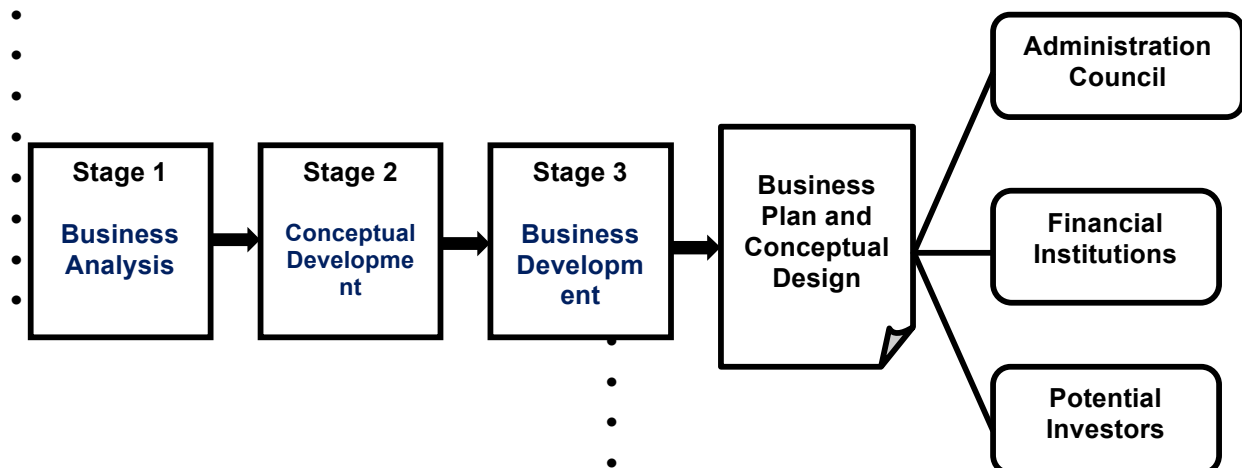 Stage 1
Business
Analysis
Stage 2
Conceptual
Developme
nt
Stage 3
Business
Developm
ent
Business
Plan and
Conceptual
Design
Administration
Council
Financial
Institutions
Potential
Investors